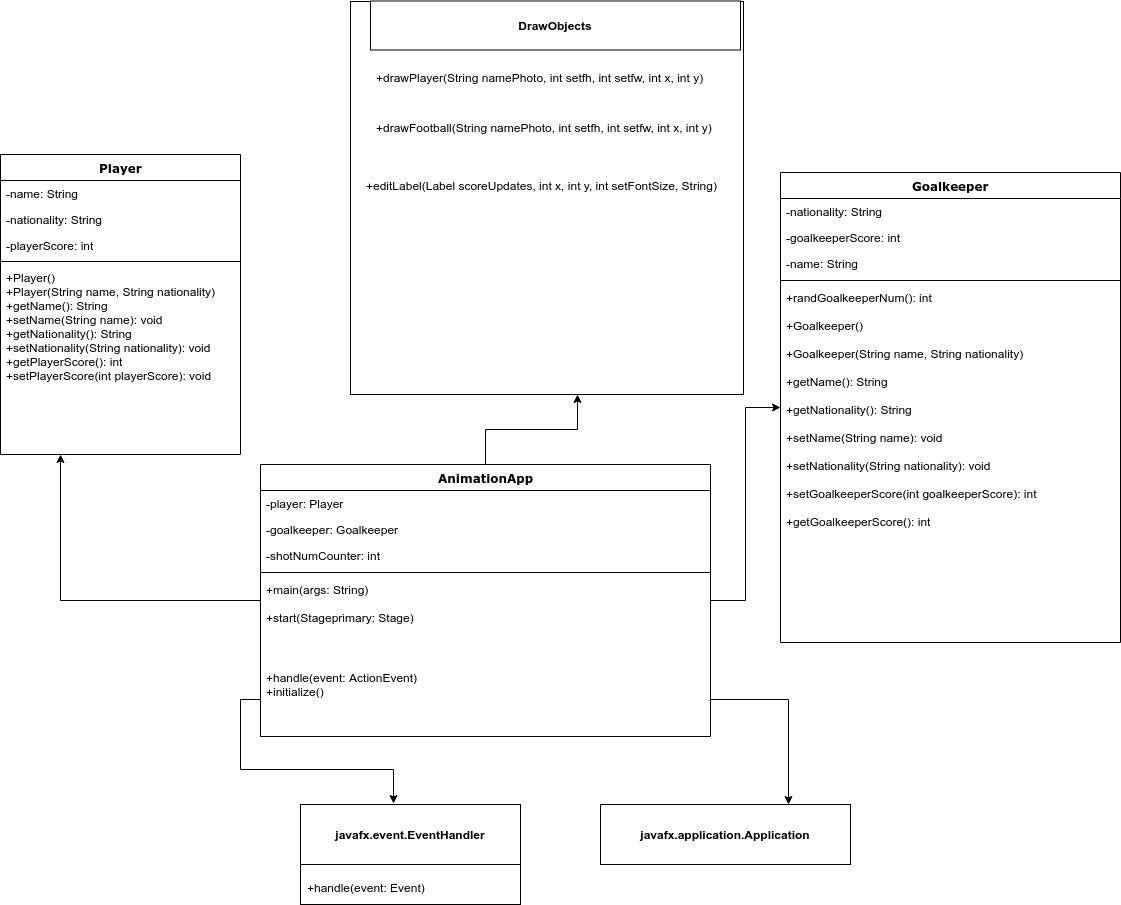 DrawObjects
+drawPlayer(String namePhoto, int setfh, int setfw, int x, int y)
+drawFootball(String namePhoto, int setfh, int setfw, int x, int y)
+editLabel(Label scoreUpdates, int x, int y, int setFontSize, String)
Player
-name: String
-nationality: String
-playerScore: int
+Player()
+Player(String name, String nationality)
+getName(): String
+setName(String name): void
+getNationality(): String
+setNationality(String nationality): void
+getPlayerScore(): int
+setPlayerScore(int playerScore): void
Goalkeeper
-nationality: String
-goalkeeperScore: int
-name: String
+randGoalkeeperNum(): int
+Goalkeeper()
+Goalkeeper(String name, String nationality)
+getName(): String
+getNationality(): String
+setName(String name): void
+setNationality(String nationality): void
+setGoalkeeperScore(int goalkeeperScore): int
+getGoalkeeperScore(): int
AnimationApp
-player: Player
-goalkeeper: Goalkeeper
-shotNumCounter: int
+main(args: String)
+start(Stageprimary: Stage)
+handle(event: ActionEvent)
+initialize()
javafx.event.EventHandler
+handle(event: Event)
javafx.application.Application